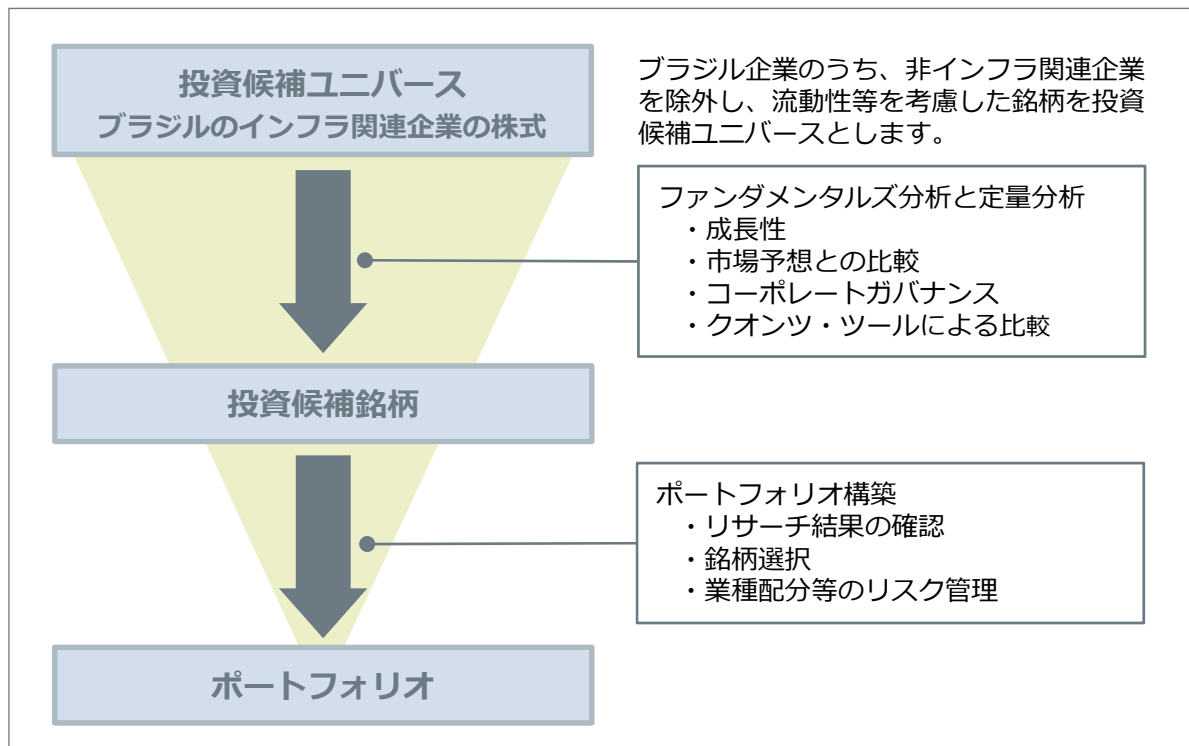 投資候補ユニバース
ブラジルのインフラ関連企業の株式
ブラジル企業のうち、非インフラ関連企業
を除外し、流動性等を考慮した銘柄を投資
候補ユニバースとします。
ファンダメンタルズ分析と定量分析
・成長性
・市場予想との比較
・コーポレートガバナンス
・クオンツ・ツールによる比較
投資候補銘柄
ポートフォリオ構築
・リサーチ結果の確認
・銘柄選択
・業種配分等のリスク管理
ポートフォリオ